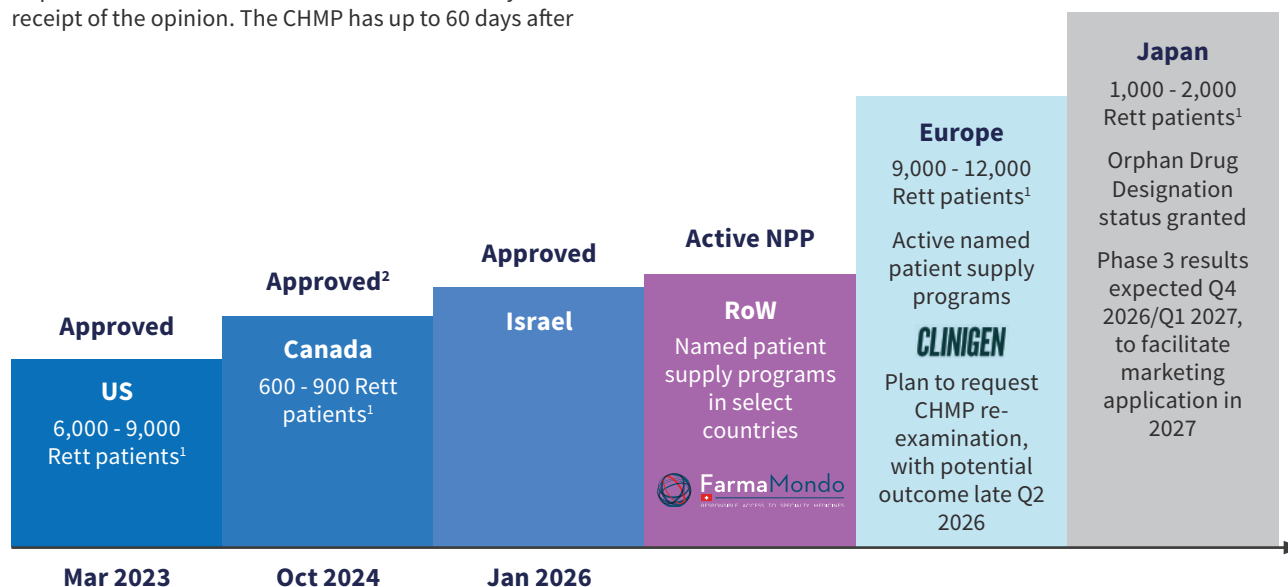 receipt of the opinion. The CHMP has up to 60 days after
Approved
US
6,000 - 9,000
Rett patients¹
Mar 2023
Approved²
Canada
600 - 900 Rett
patients¹
Oct 2024
Approved
Israel
Jan 2026
Active NPP
RoW
Named patient
supply programs
in select
countries
FarmaMondo
RESPONSIBLE ACCESS TO SPECIALTY MEDICINES
Europe
9,000 - 12,000
Rett patients¹
Active named
patient supply
programs
CLINIGEN
Plan to request
CHMP re-
examination,
with potential
outcome late Q2
2026
Japan
1,000 - 2,000
Rett patients¹
Orphan Drug
Designation
status granted
Phase 3 results
expected Q4
2026/Q1 2027,
to facilitate
marketing
application in
2027